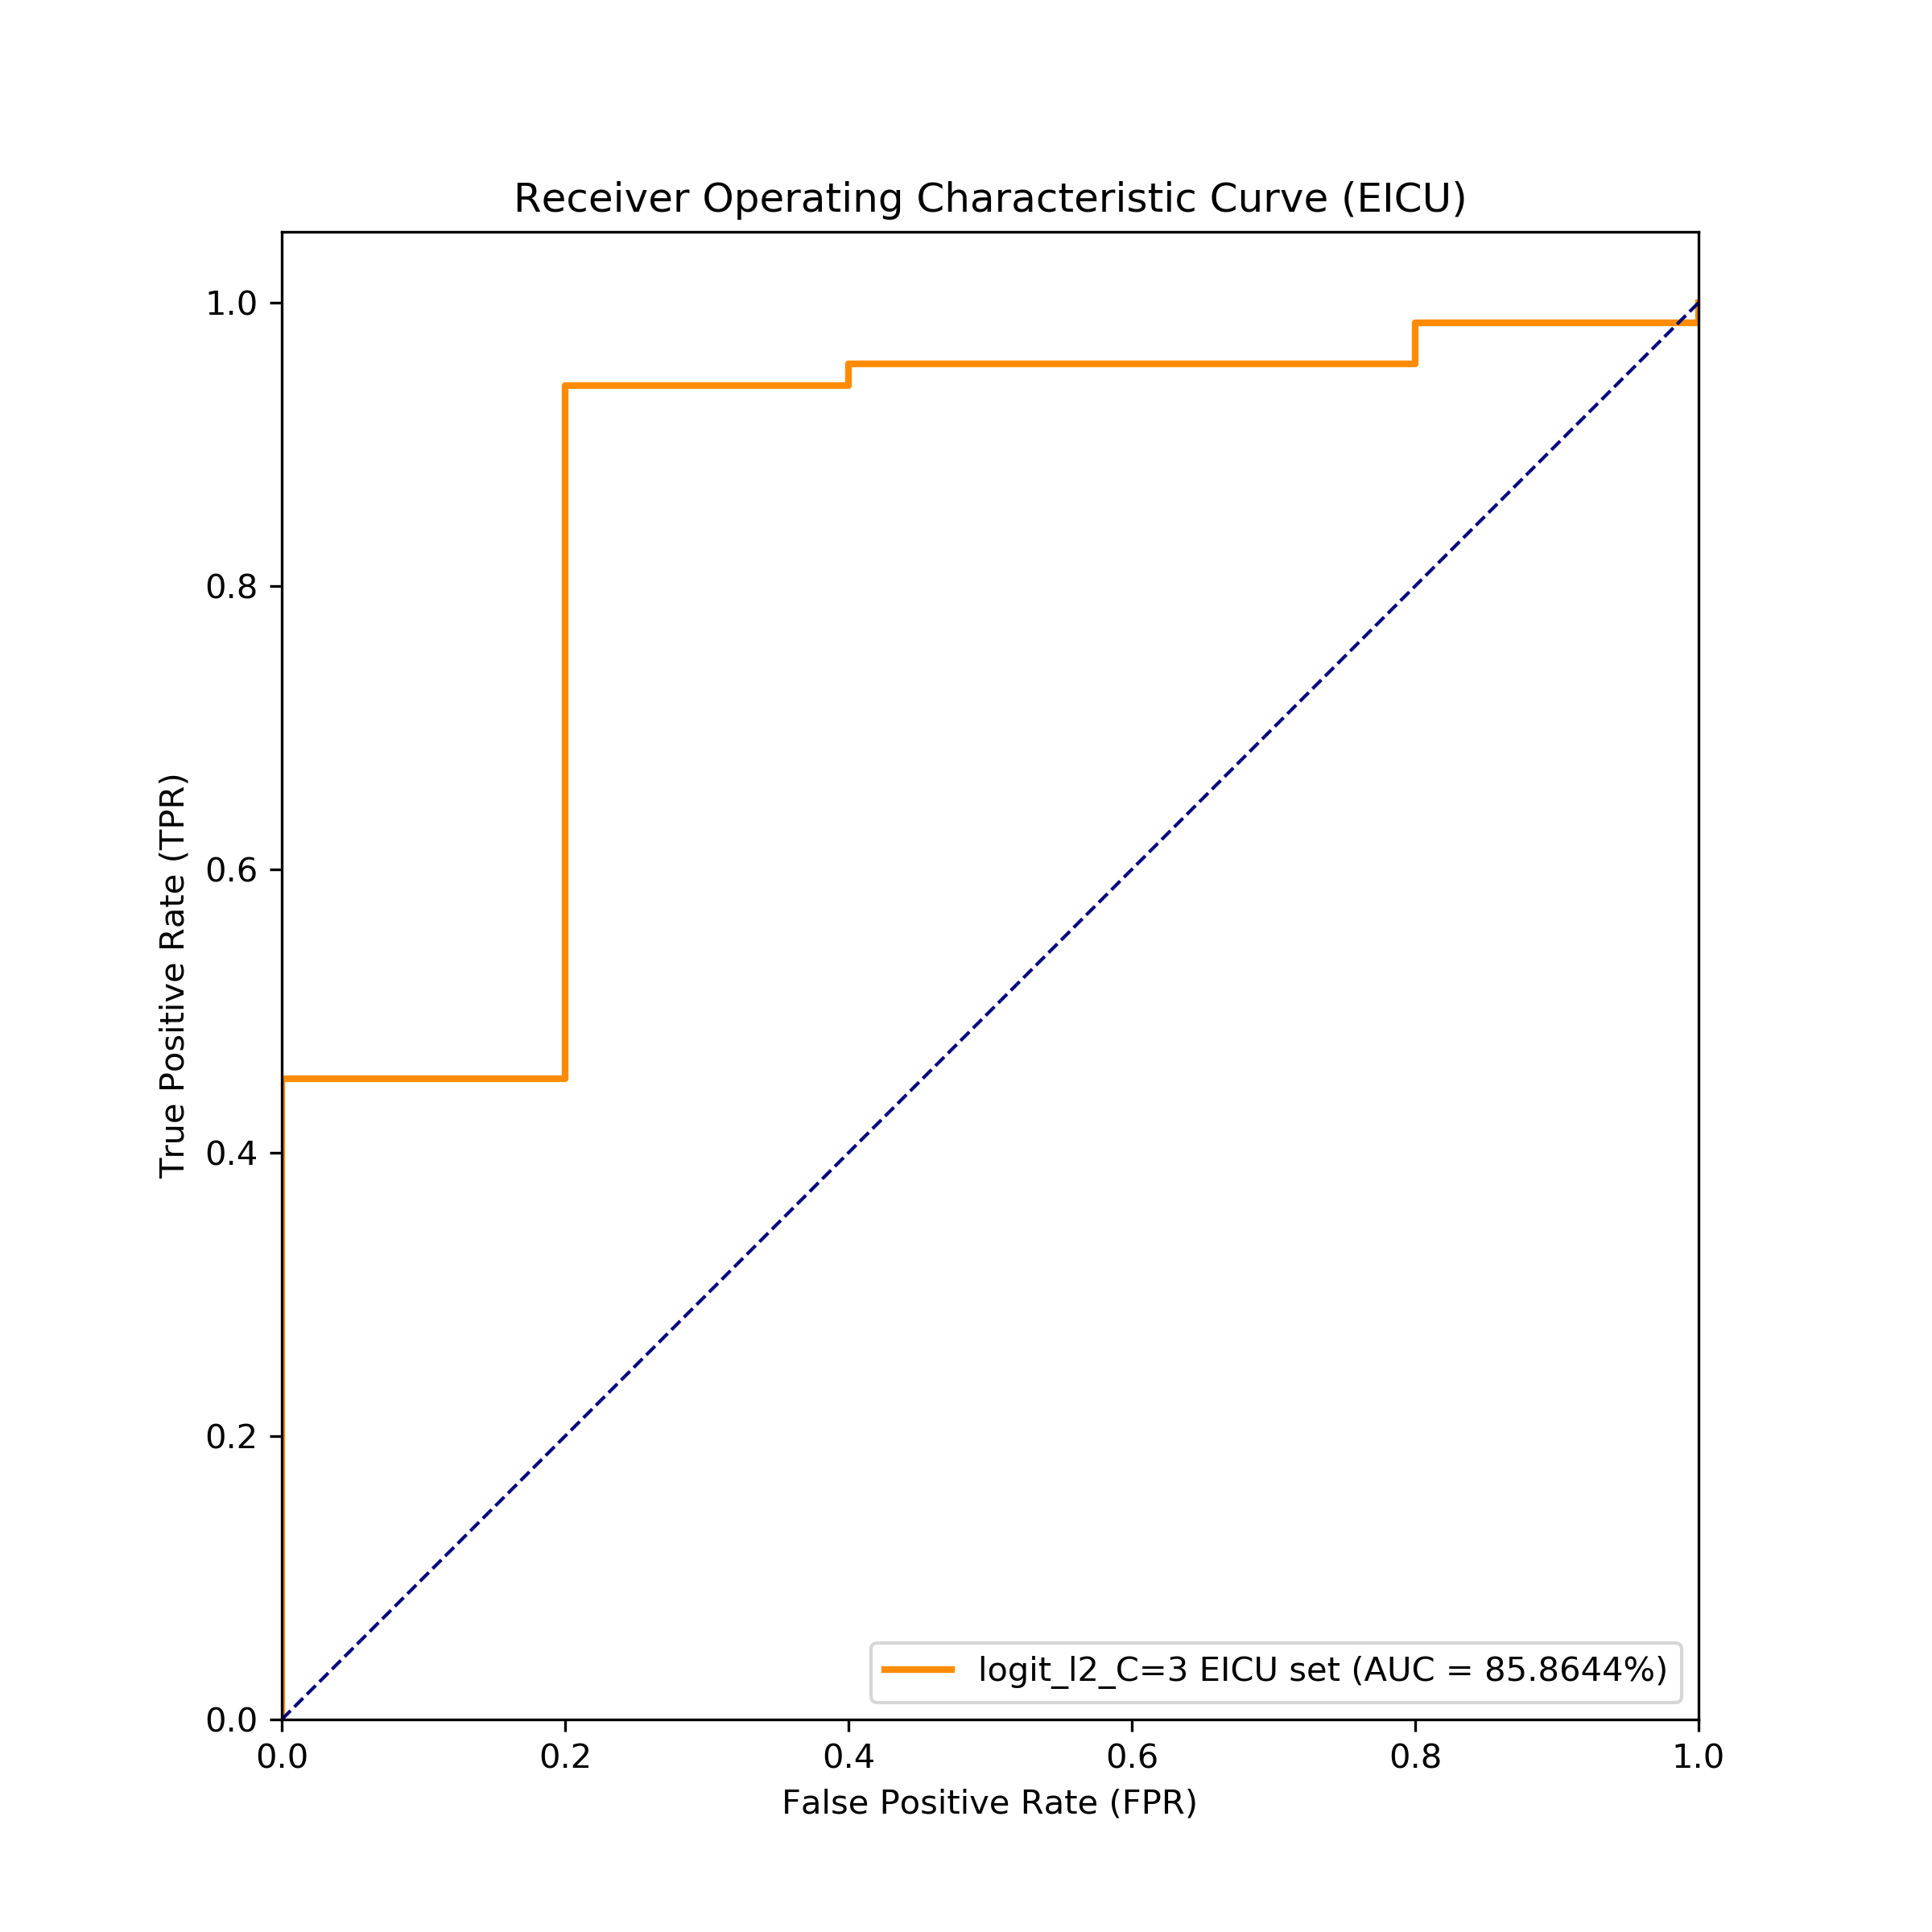 Receiver Operating Characteristic Curve (EICU)
True Positive Rate (TPR)
1.0
0.8
0.6
0.4
0.2
0.0
logit_l2_C=3 EICU set (AUC = 85.8644%)
0.0 0.2 0.4 0.6 0.8 1.0
False Positive Rate (FPR)